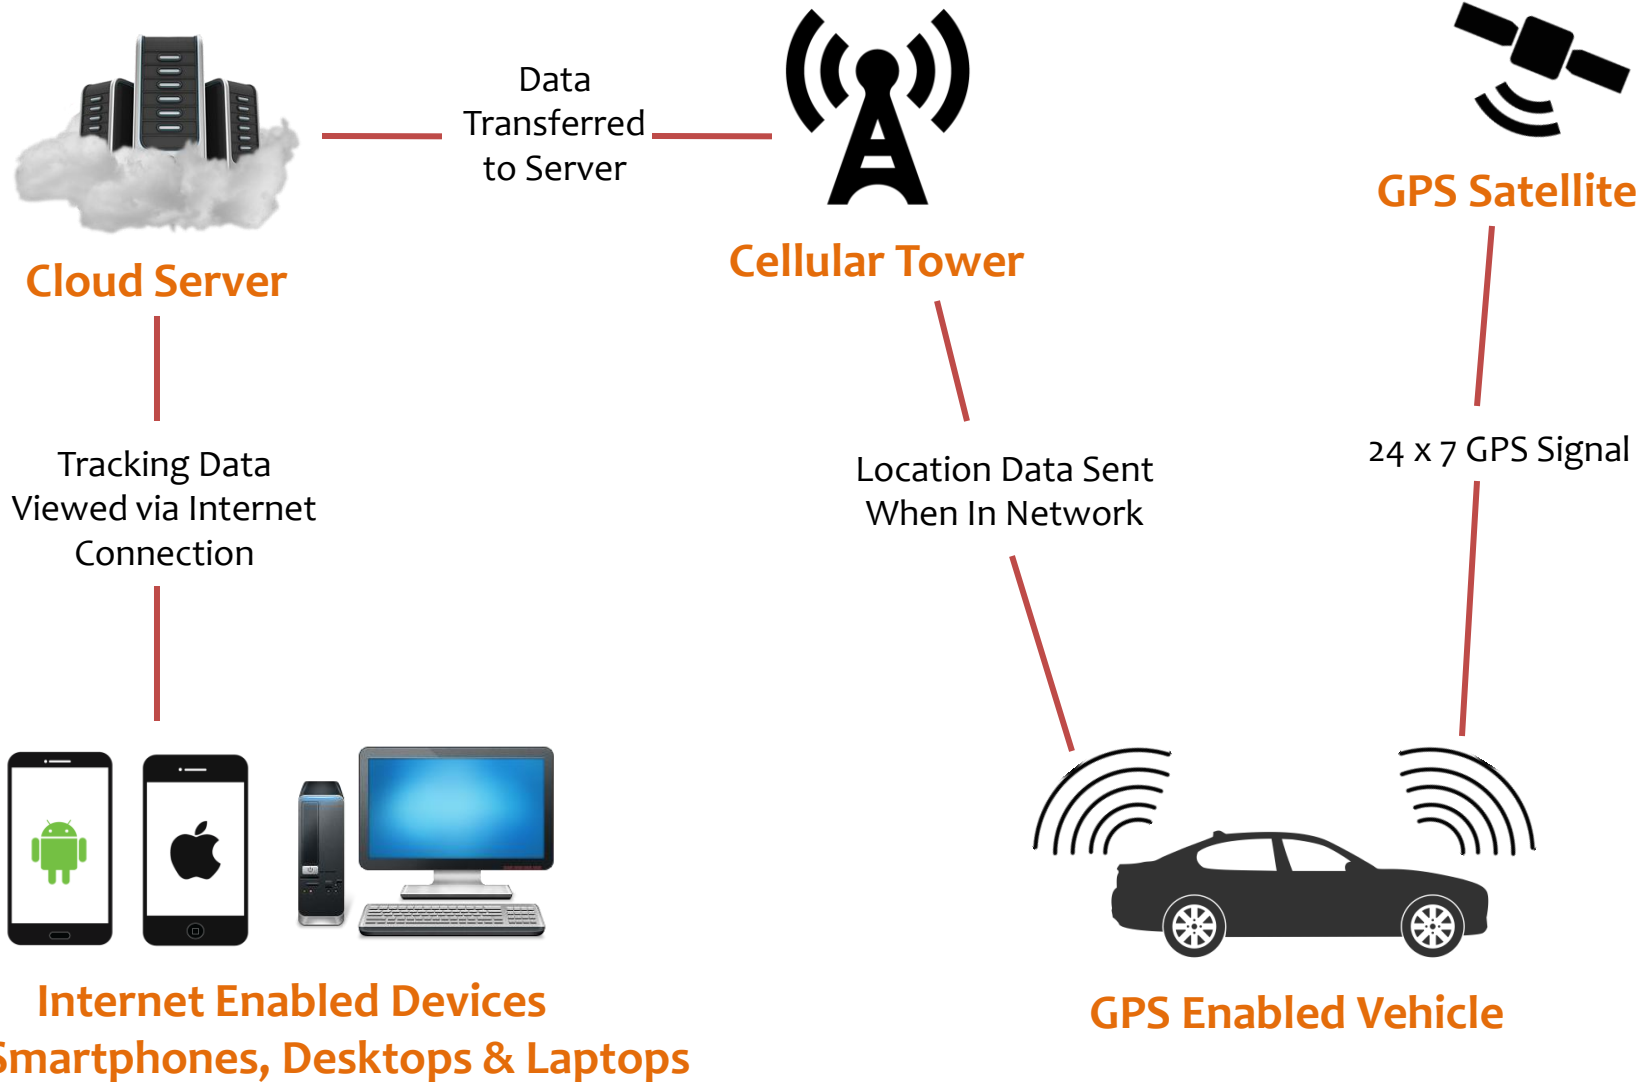 Data
Transferred
to Server
GPS Satellite
Cellular Tower
Cloud Server
24 x 7 GPS Signal
Tracking Data
Viewed via Internet
Connection
Location Data Sent
When In Network
Internet Enabled Devices
Smartphones, Desktops & Laptops
GPS Enabled Vehicle